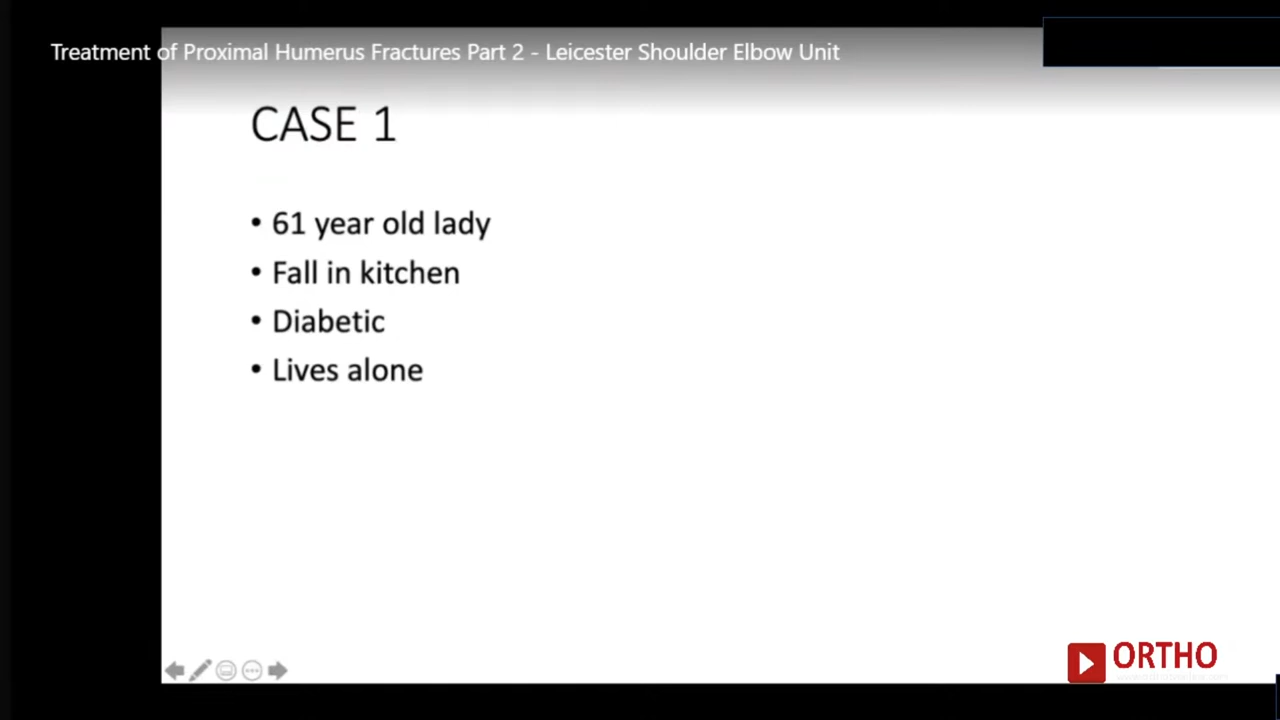 Treatment of Proximal Humerus Fractures Part 2 - Leicester Shoulder Elbow Unit
CASE 1
• 61 year old lady
• Fall in kitchen
• Diabetic
• Lives alone
ORTHO